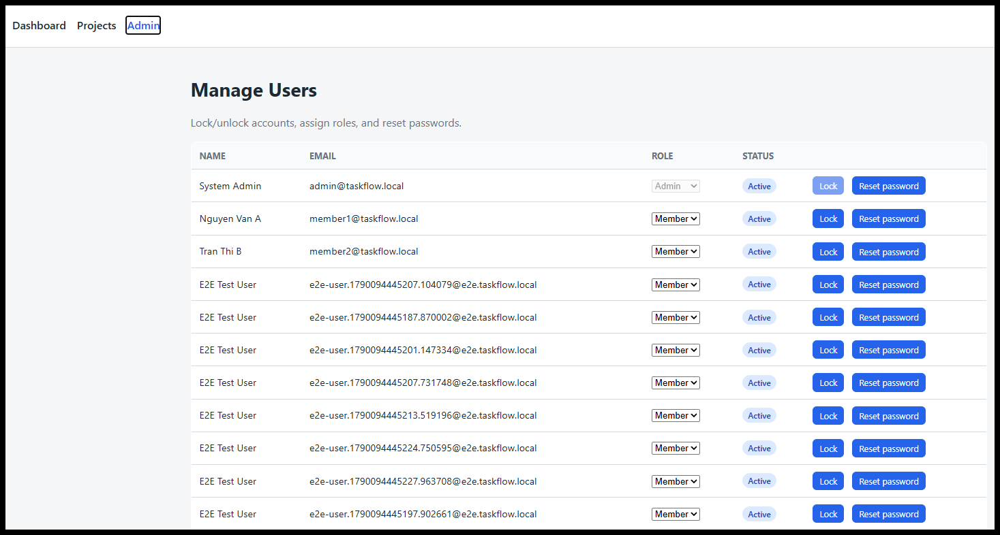 Dashboard Projects Admin
Manage Users
Lock/unlock accounts, assign roles, and reset passwords.
NAME EMAIL ROLE STATUS
System Admin admin@taskflow.local Admin Active Lock Reset password
Nguyen Van A member1@taskflow.local Member Active Lock Reset password
Tran Thi B member2@taskflow.local Member Active Lock Reset password
E2E Test User e2e-user.1790094445207.104079@e2e.taskflow.local Member Active Lock Reset password
E2E Test User e2e-user.1790094445187.870002@e2e.taskflow.local Member Active Lock Reset password
E2E Test User e2e-user.1790094445201.147334@e2e.taskflow.local Member Active Lock Reset password
E2E Test User e2e-user.1790094445207.731748@e2e.taskflow.local Member Active Lock Reset password
E2E Test User e2e-user.1790094445213.519196@e2e.taskflow.local Member Active Lock Reset password
E2E Test User e2e-user.1790094445224.750595@e2e.taskflow.local Member Active Lock Reset password
E2E Test User e2e-user.1790094445227.963708@e2e.taskflow.local Member Active Lock Reset password
E2E Test User e2e-user.1790094445197.902661@e2e.taskflow.local Member Active Lock Reset password